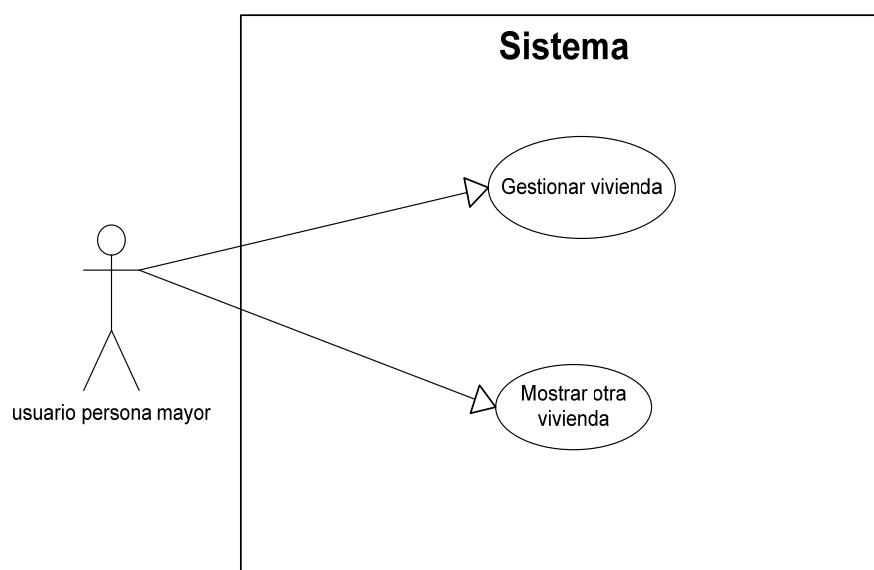 Sistema
Gestionar vivienda
Mostrar otra
vivienda
usuario persona mayor